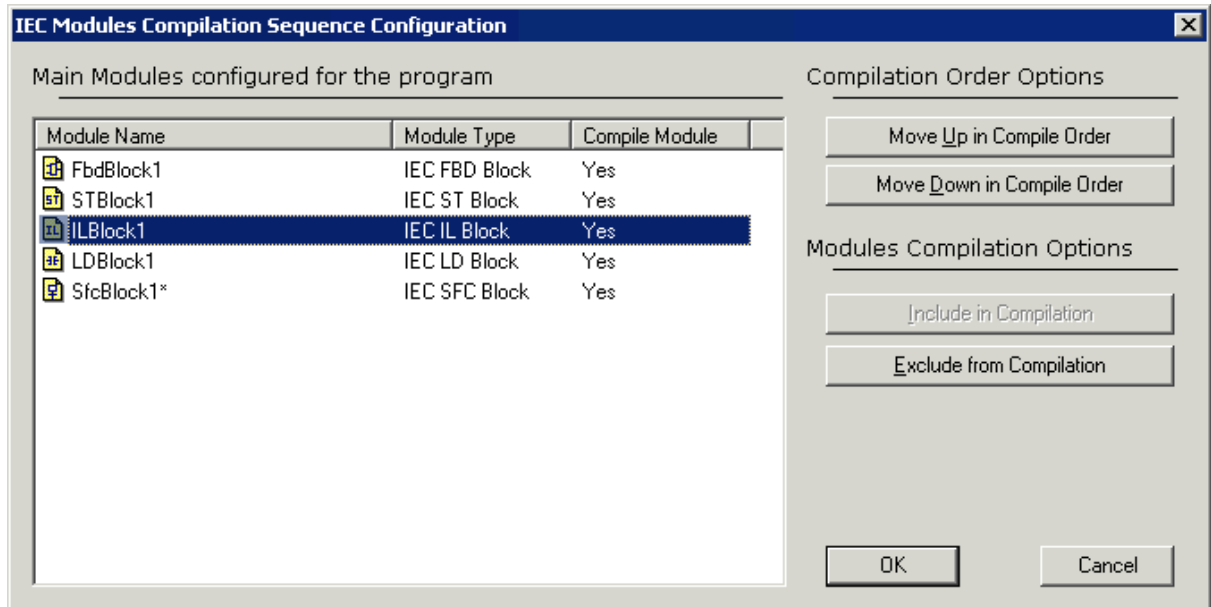 IEC Modules Compilation Sequence Configuration
Main Modules configured for the program
Module Name Module Type Compile Module
FbdBlock1 IEC FBD Block Yes
STBlock1 IEC ST Block Yes
ILBlock1 IEC IL Block Yes
LDBlock1 IEC LD Block Yes
SfcBlock1* IEC SFC Block Yes
Compilation Order Options
Move Up in Compile Order
Move Down in Compile Order
Modules Compilation Options
Include in Compilation
Exclude from Compilation
OK Cancel